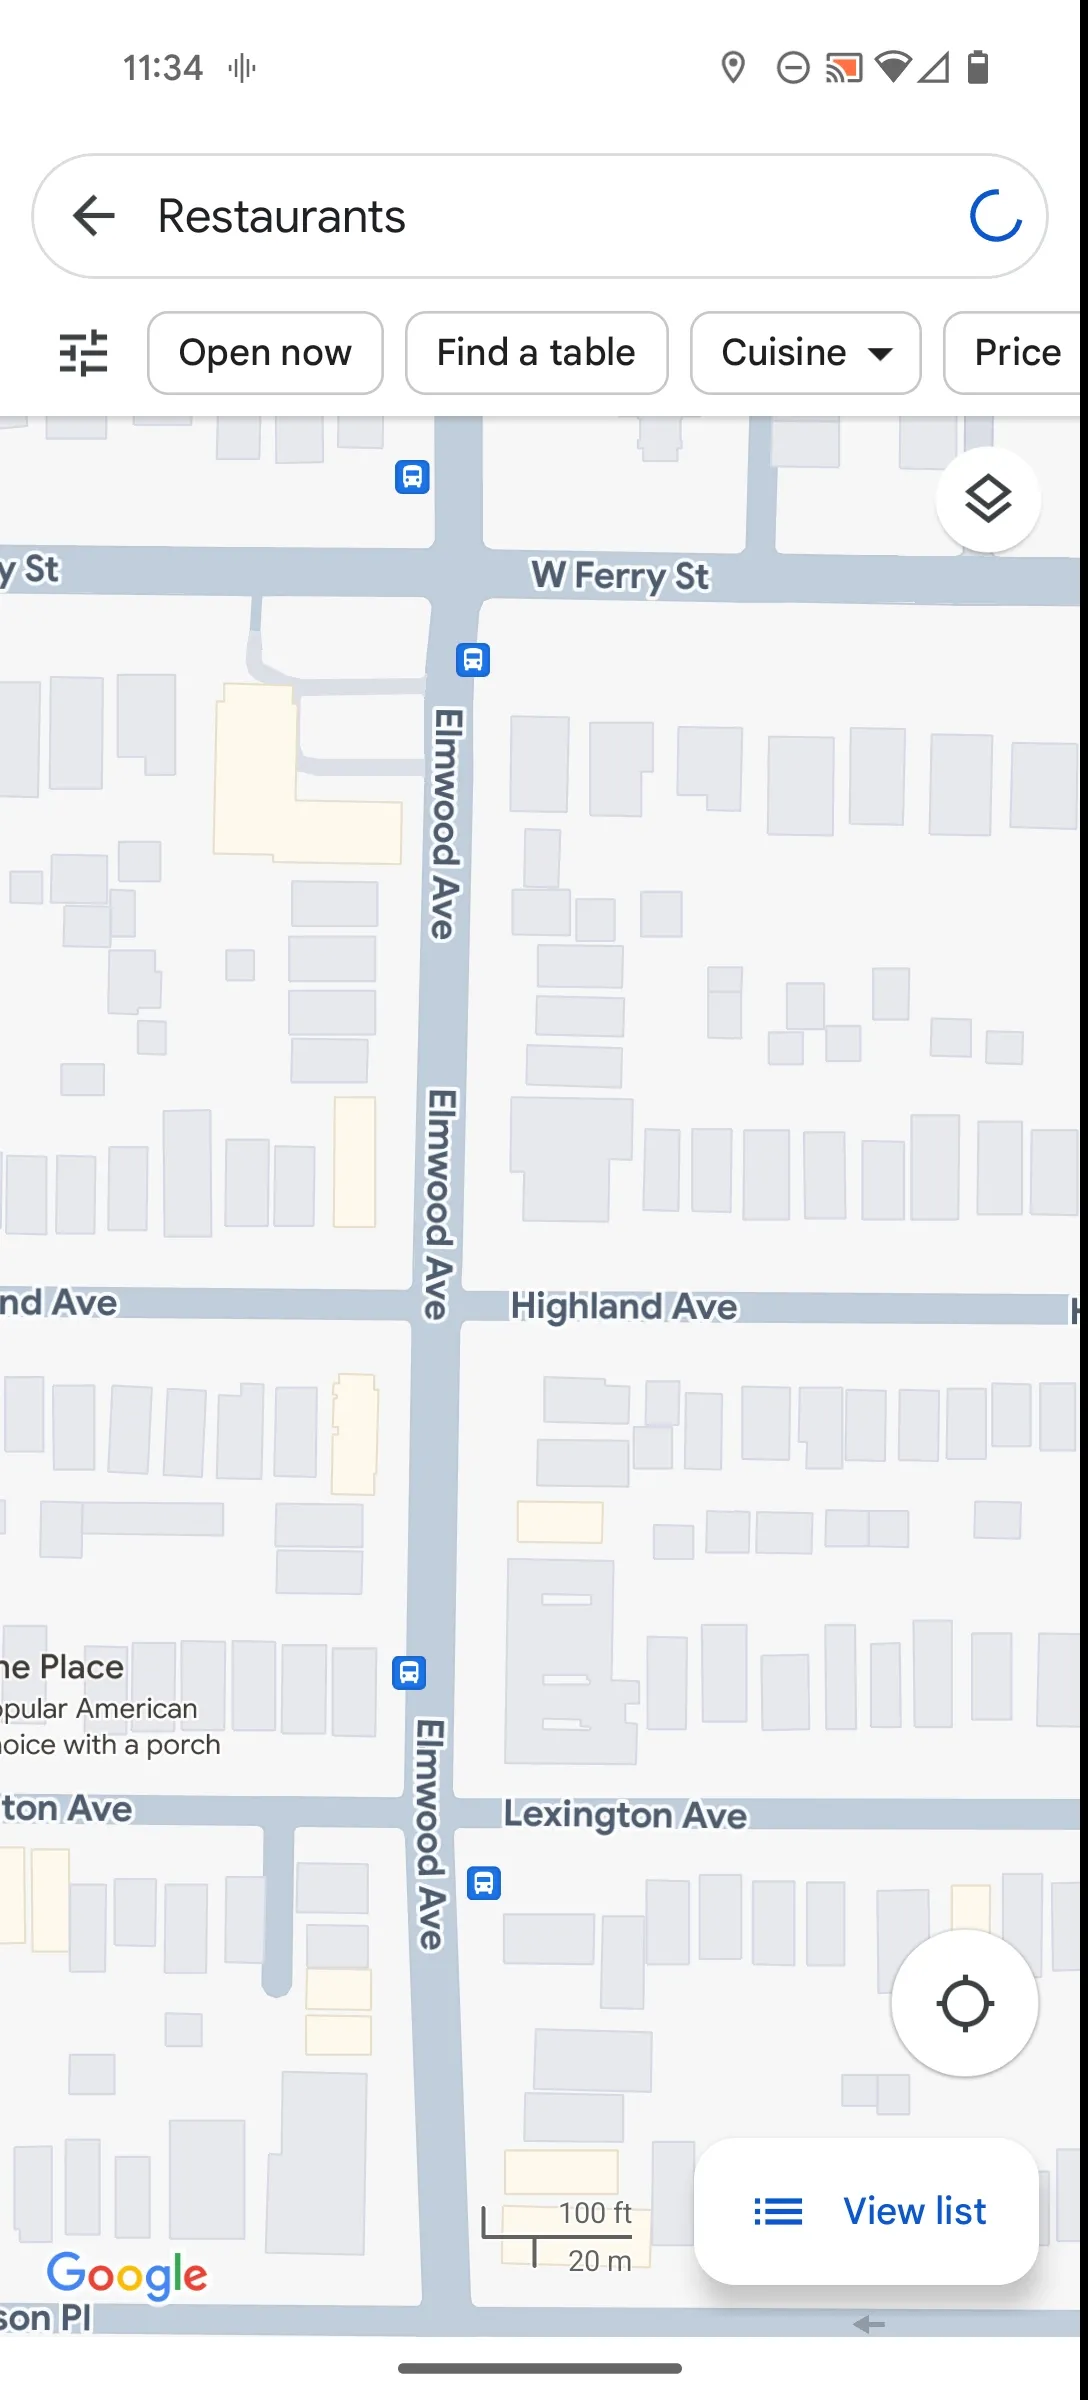 11:34
Restaurants
Open now
Find a table
Cuisine
Price
y St
W Ferry St
Elmwood Ave
Elmwood Ave
nd Ave
Highland Ave
H
ne Place
opular American
hoice with a porch
Elmwood Ave
ton Ave
Lexington Ave
100 ft
20 m
View list
Google
son Pl